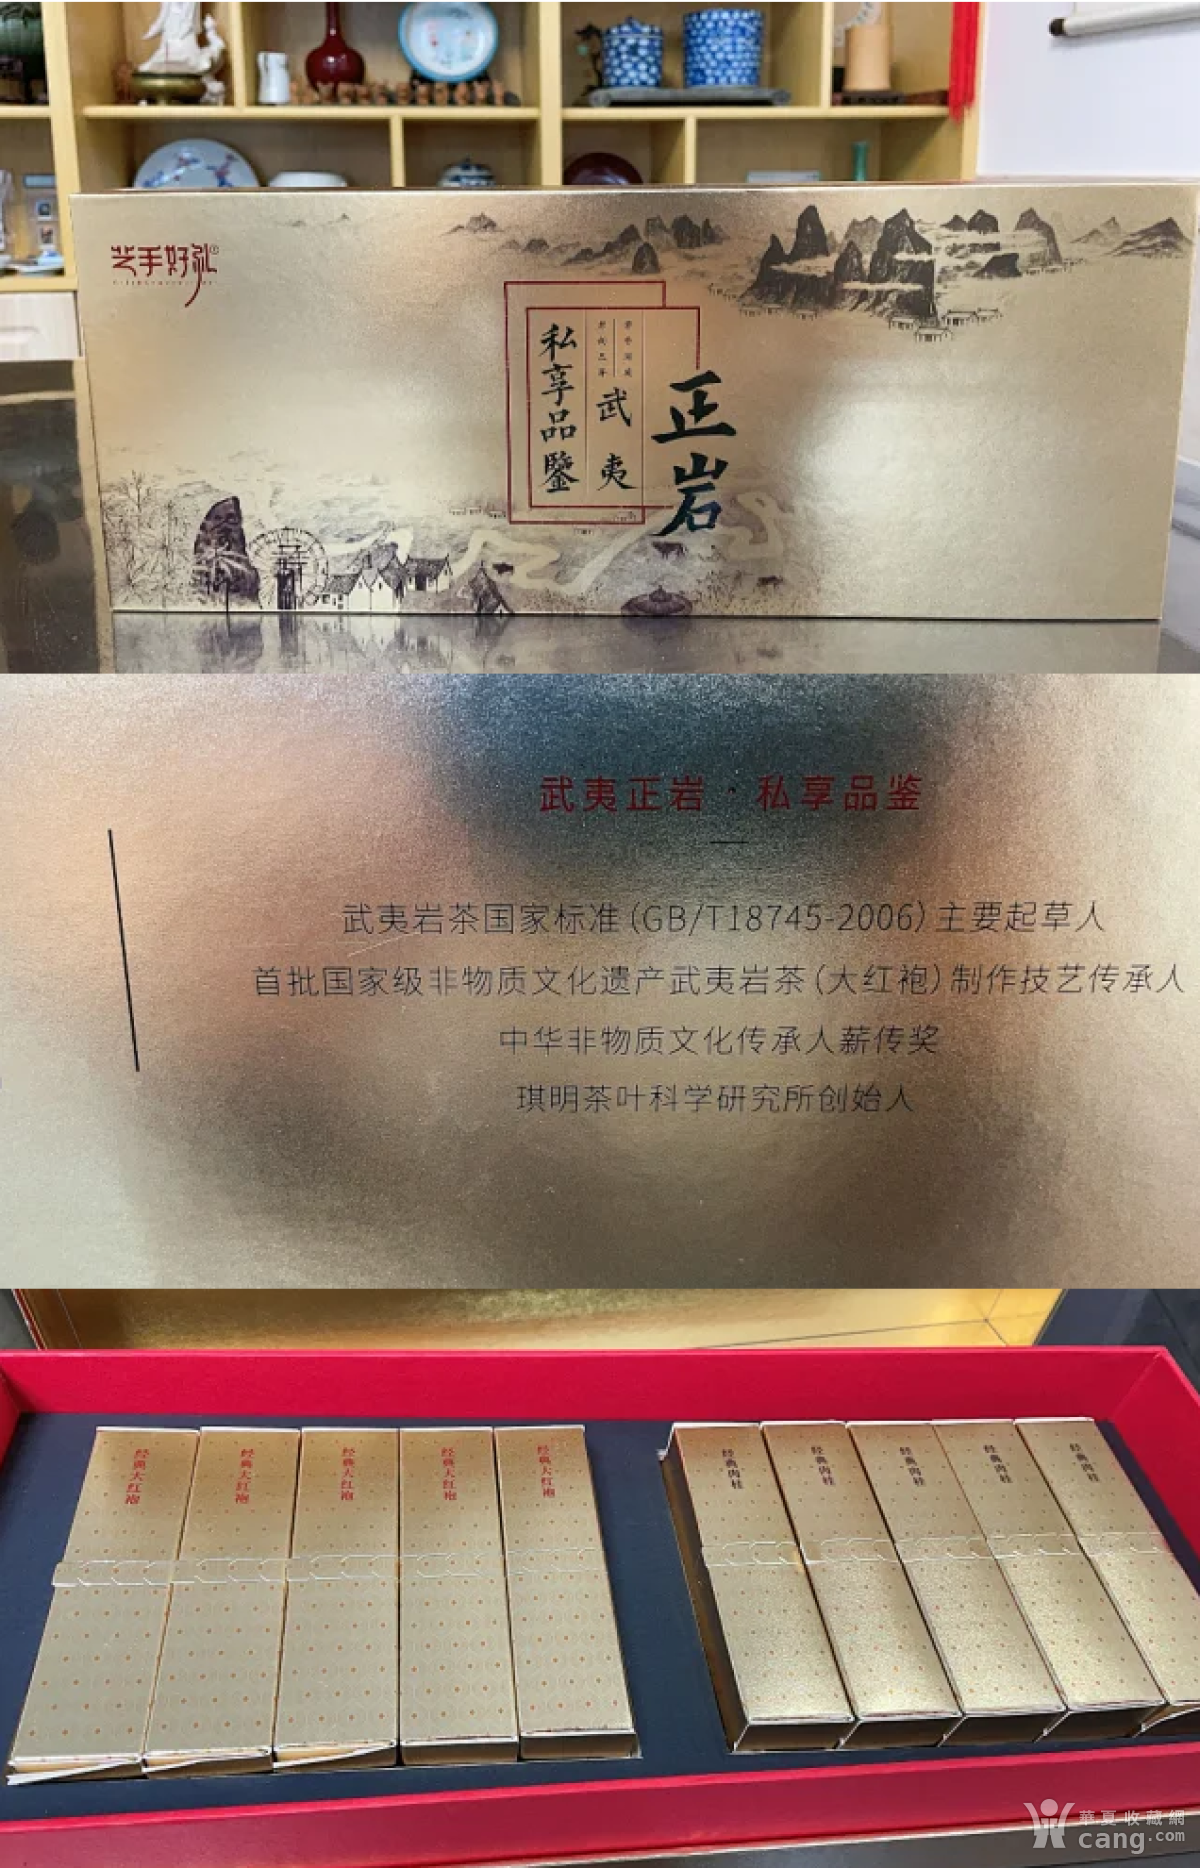 艺手好礼®
正岩
武夷
私享品鑒
武夷正岩·私享品鉴
武夷岩茶国家标准(GB/T18745-2006)主要起草人
首批国家级非物质文化遗产武夷岩茶(大红袍)制作技艺传承人
中华非物质文化传承人薪传奖
琪明茶叶科学研究所创始人
经典大红袍
经典大红袍
经典大红袍
经典大红袍
经典大红袍
经典肉桂
经典肉桂
经典肉桂
经典肉桂
经典肉桂
華夏收藏網
cang.com